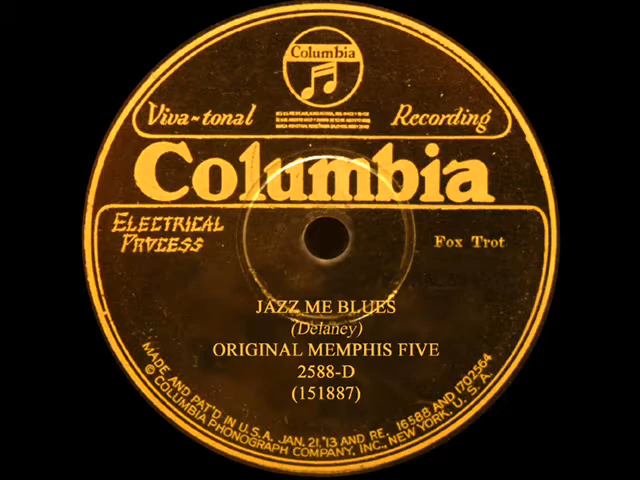 Columbia
Viva-tonal Recording
Columbia
ELECTRICAL
PROCESS
Fox Trot
JAZZ ME BLUES
(Delaney)
ORIGINAL MEMPHIS FIVE
2588-D
(151887)
MADE AND PAT'D IN U.S.A. JAN. 21, '13 AND RE. 16588 AND 1702564
© COLUMBIA PHONOGRAPH COMPANY, INC., NEW YORK, U.S.A.